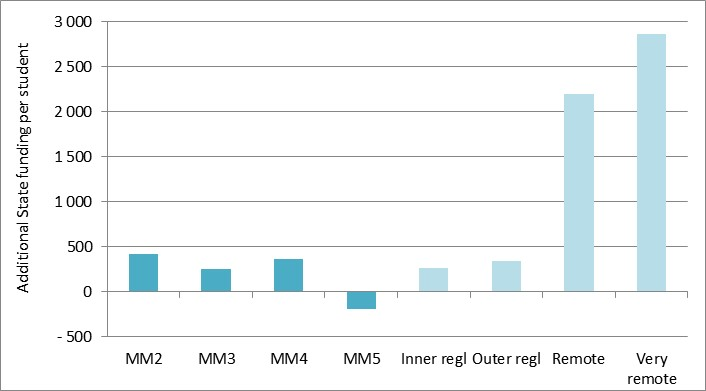 Additional State funding per student
3 000
2 500
2 000
1 500
1 000
500
0
- 500
MM2 MM3 MM4 MM5 Inner regl Outer regl Remote Very
remote